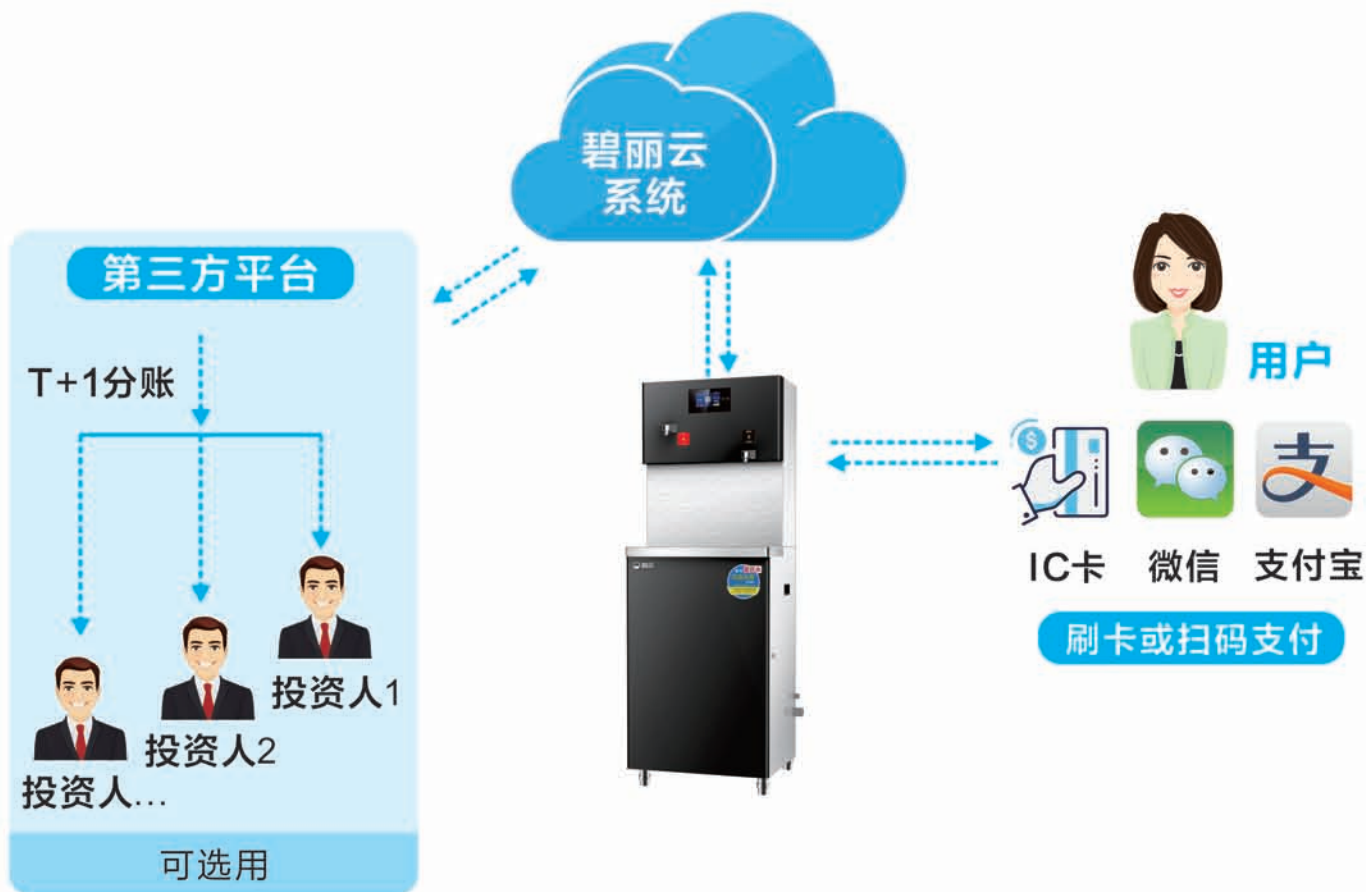 碧丽云
系统
第三方平台
T+1分账
投资人1
投资人2
投资人...
可选用
用户
IC卡 微信 支付宝
刷卡或扫码支付